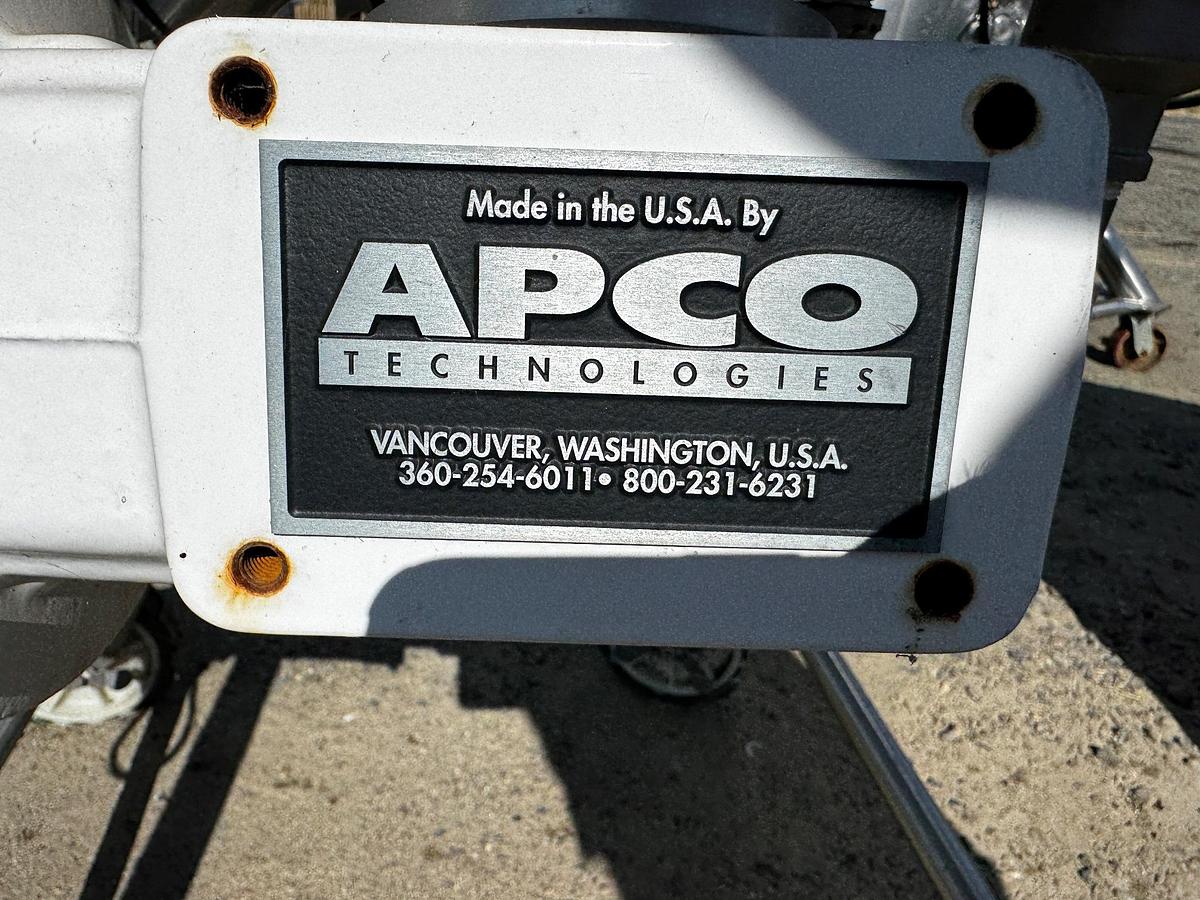 Made in the U.S.A. By
APCO
TECHNOLOGIES
VANCOUVER, WASHINGTON, U.S.A.
360-254-6011• 800-231-6231